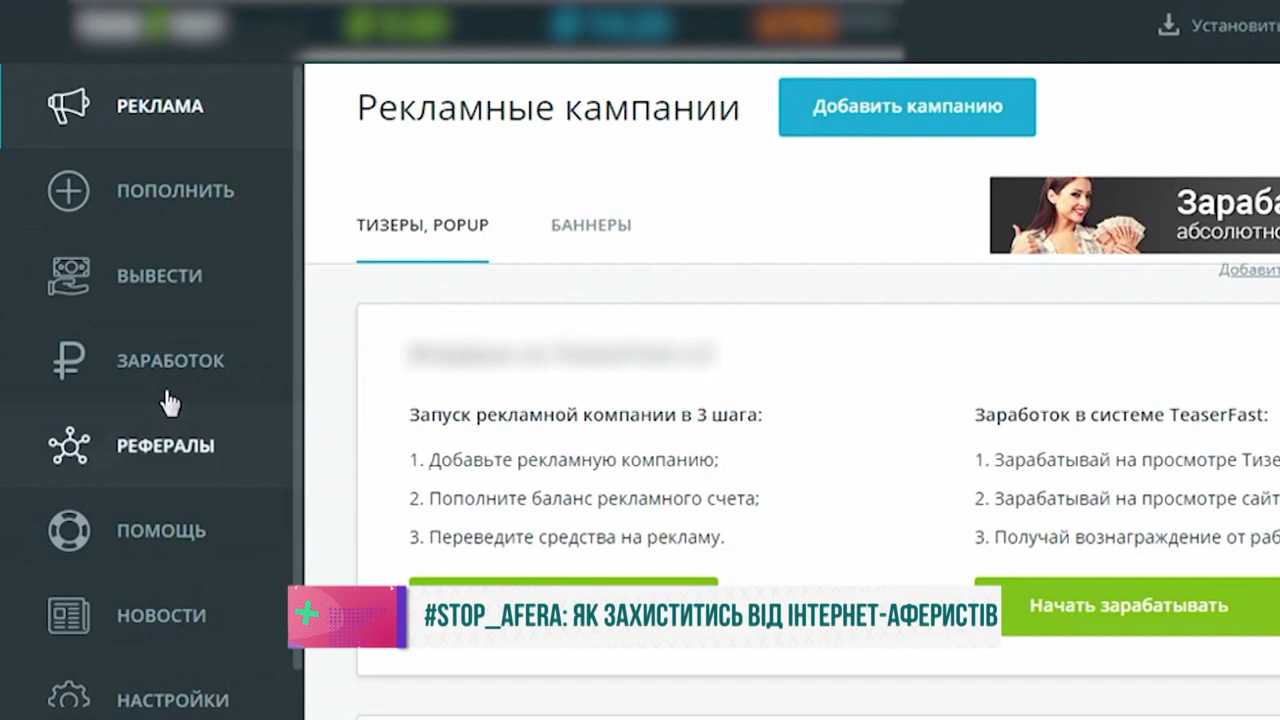 Установить
РЕКЛАМА
Рекламные кампании
Добавить кампанию
ПОПОЛНИТЬ
ТИЗЕРЫ, POPUP
БАННЕРЫ
Зараба
абсолютно
Добавит
ВЫВЕСТИ
ЗАРАБОТОК
РЕФЕРАЛЫ
ПОМОЩЬ
НОВОСТИ
НАСТРОЙКИ
Запуск рекламной компании в 3 шага:
1. Добавьте рекламную компанию;
2. Пополните баланс рекламного счета;
3. Переведите средства на рекламу.
Заработок в системе TeaserFast:
1. Зарабатывай на просмотре Тизе
2. Зарабатывай на просмотре сайт
3. Получай вознаграждение от раб
Начать зарабатывать
#STOP_AFERA: ЯК ЗАХИСТИТИСЬ ВІД ІНТЕРНЕТ-АФЕРИСТІВ